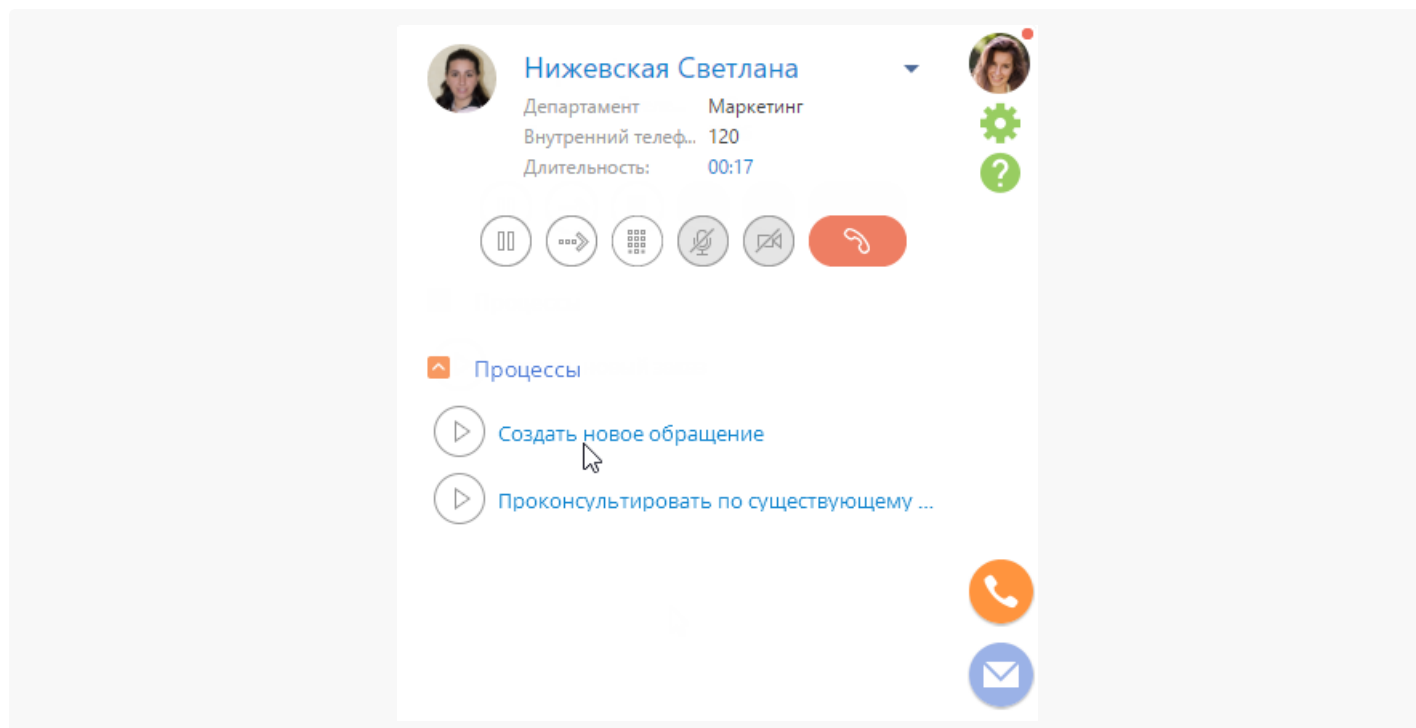 Нижевская Светлана
Департамент Маркетинг
Внутренний телеф... 120
Длительность: 00:17
Процессы
Создать новое обращение
Проконсультировать по существующему ...